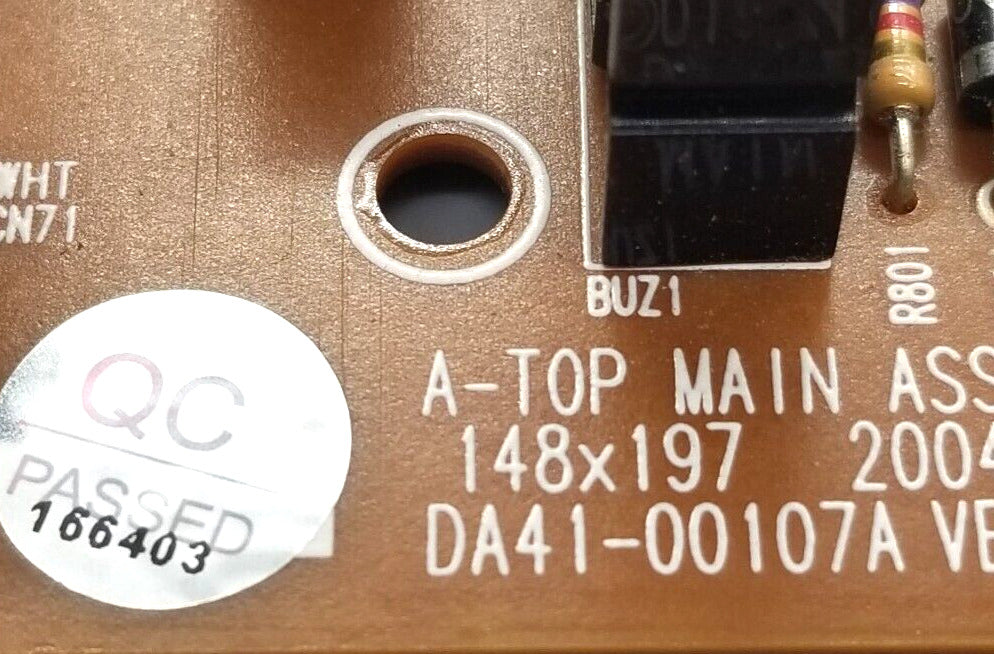 WHT
CN71
BUZ1
R801
A-TOP MAIN ASS
148x197 2004
DA41-00107A VE
QC
PASSED
166403